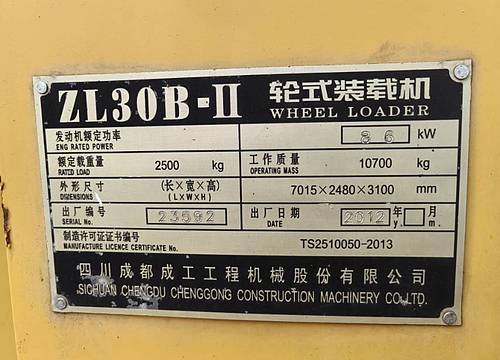 ZL30B-II 轮式装载机
WHEEL LOADER
发动机额定功率 86 kW
ENG RATED POWER
额定载重量 2500 kg 工作质量 10700 kg
RATED LOAD OPERATING MASS
外形尺寸 (长×宽×高) 7015×2480×3100 mm
DIMENSIONS (L×W×H)
出厂编号 23592 出厂日期 2012 年 月
SERIAL No. DELIVERY DATE y. m.
制造许可证证书编号 TS2510050-2013
MANUFACTURE LICENCE CERTIFICATE No.
四川成都成工工程机械股份有限公司
SICHUAN CHENGDU CHENGGONG CONSTRUCTION MACHINERY CO.,LTD.